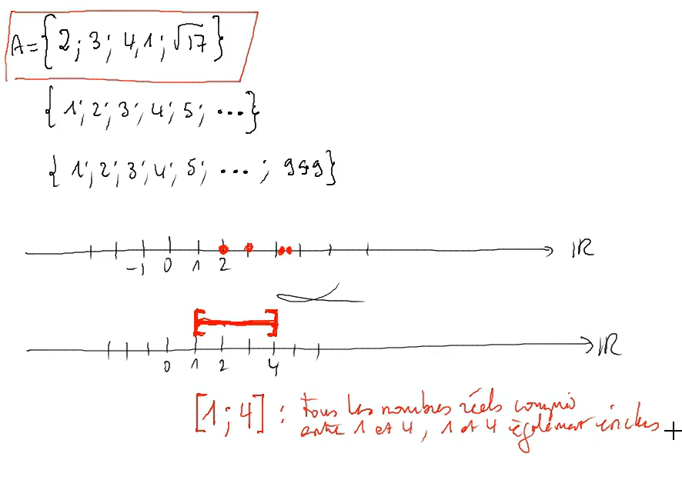 A = {2 ; 3 ; 4,1 ; √17}
{1 ; 2 ; 3 ; 4 ; 5 ; ...}
{1 ; 2 ; 3 ; 4 ; 5 ; ... ; 999}
-1 0 1 2 ℝ
0 1 2 4 ℝ
[1 ; 4] : tous les nombres réels compris
entre 1 et 4, 1 et 4 également inclus